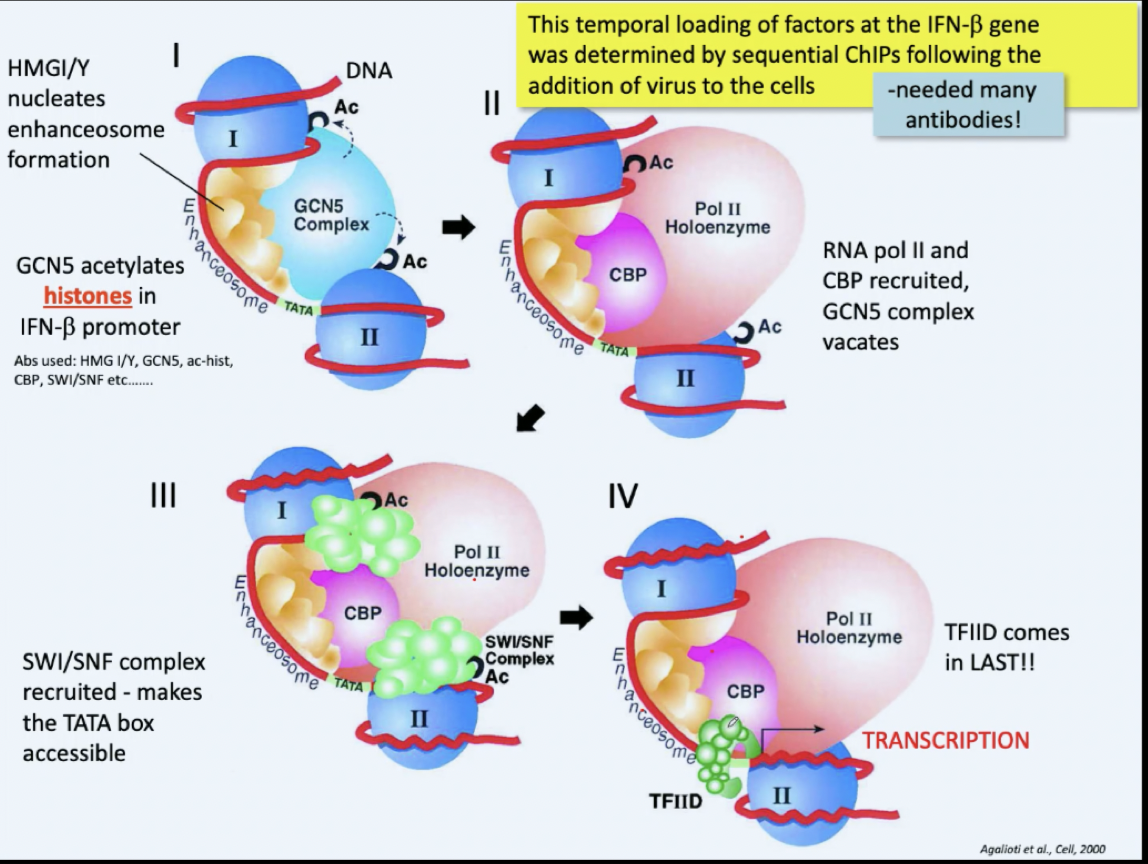 This temporal loading of factors at the IFN-β gene
was determined by sequential ChIPs following the
addition of virus to the cells
-needed many
antibodies!
I
HMGI/Y
nucleates
enhanceosome
formation
DNA
Ac
I
GCN5
Complex
Ac
Enhanceosome
TATA
II
GCN5 acetylates
histones in
IFN-β promoter
Abs used: HMG I/Y, GCN5, ac-hist,
CBP, SWI/SNF etc.......
II
Ac
I
Pol II
Holoenzyme
CBP
Enhanceosome
TATA
Ac
II
RNA pol II and
CBP recruited,
GCN5 complex
vacates
III
Ac
I
Pol II
Holoenzyme
CBP
Enhanceosome
TATA
SWI/SNF
Complex
Ac
II
SWI/SNF complex
recruited - makes
the TATA box
accessible
IV
I
Pol II
Holoenzyme
CBP
Enhanceosome
TFIID
II
TFIID comes
in LAST!!
TRANSCRIPTION
Agalioti et al., Cell, 2000